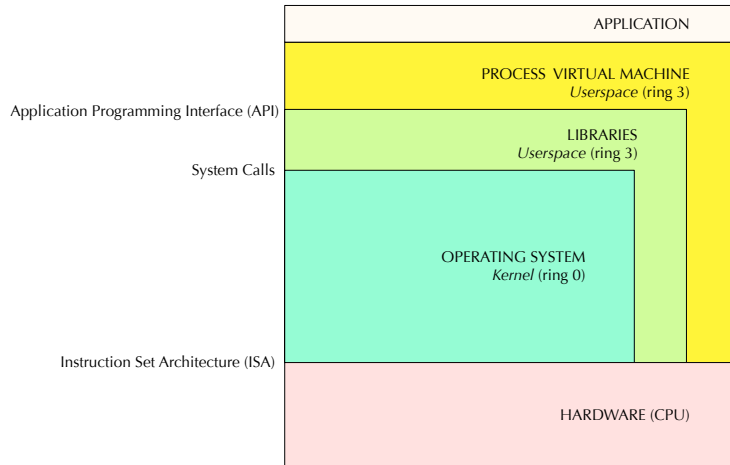 APPLICATION
PROCESS VIRTUAL MACHINE
Userspace (ring 3)
Application Programming Interface (API)
LIBRARIES
Userspace (ring 3)
System Calls
OPERATING SYSTEM
Kernel (ring 0)
Instruction Set Architecture (ISA)
HARDWARE (CPU)